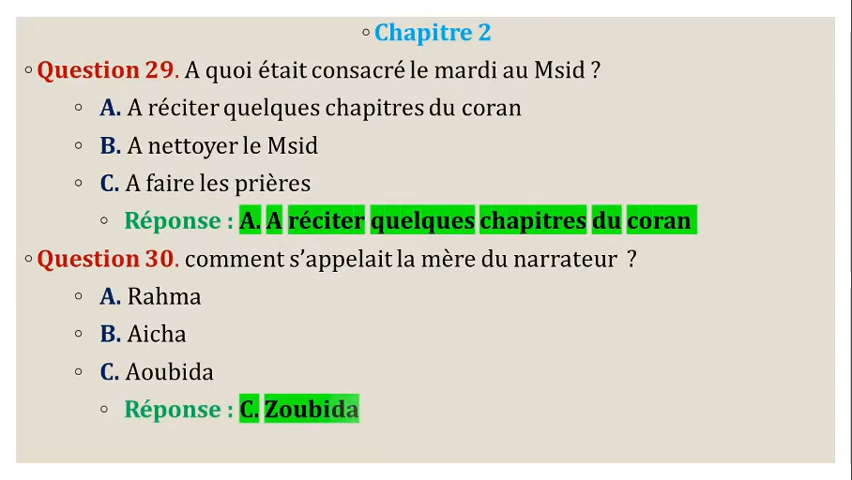 Chapitre 2
Question 29. A quoi était consacré le mardi au Msid ?
A. A réciter quelques chapitres du coran
B. A nettoyer le Msid
C. A faire les prières
Réponse : A. A réciter quelques chapitres du coran
Question 30. comment s’appelait la mère du narrateur ?
A. Rahma
B. Aicha
C. Aoubida
Réponse : C. Zoubida